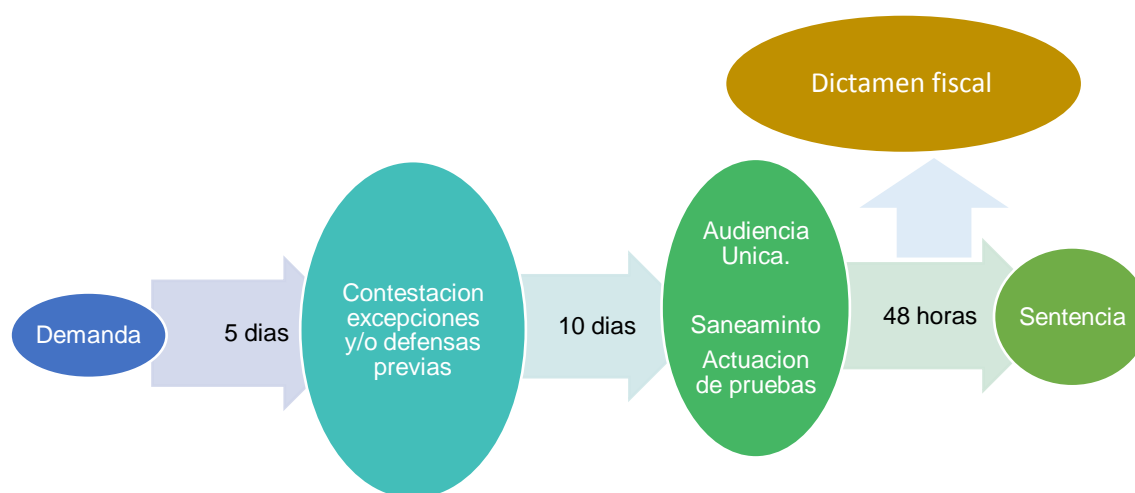 Dictamen fiscal
Demanda
5 dias
Contestacion
excepciones
y/o defensas
previas
10 dias
Audiencia
Unica.
Saneaminto
Actuacion
de pruebas
48 horas
Sentencia